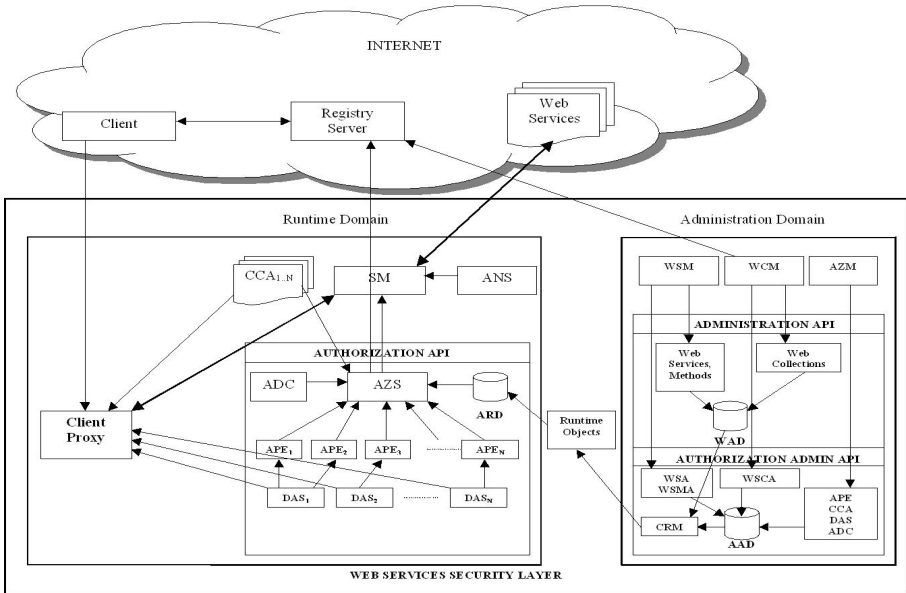 INTERNET
Client
Registry
Server
Web
Services
Runtime Domain
Administration Domain
CCA1..N
SM
ANS
WSM
WCM
AZM
ADMINISTRATION API
Web
Services,
Methods
Web
Collections
WAD
AUTHORIZATION API
ADC
AZS
ARD
Client
Proxy
APE1
APE2
APE3
APEN
DAS1
DAS2
DASN
Runtime
Objects
AUTHORIZATION ADMIN API
WSA
WSMA
WSCA
APE
CCA
DAS
ADC
CRM
AAD
WEB SERVICES SECURITY LAYER